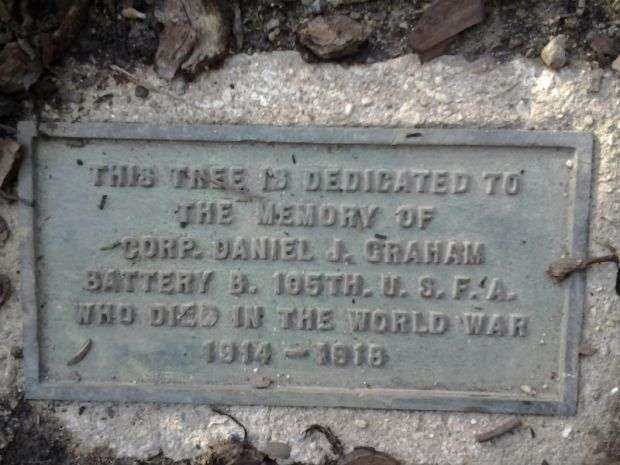 THIS TREE IS DEDICATED TO
THE MEMORY OF
CORP. DANIEL J. GRAHAM
BATTERY B. 105TH. U. S. F. A.
WHO DIED IN THE WORLD WAR
1914 – 1918